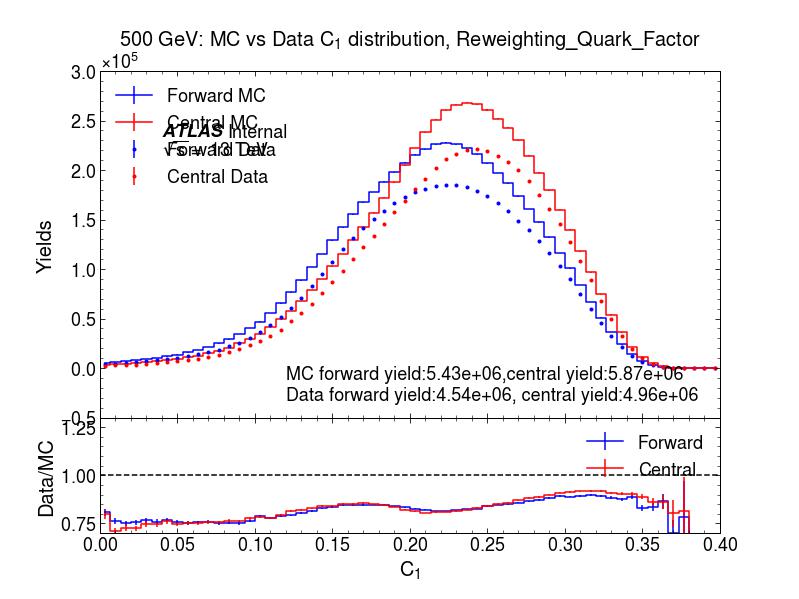 500 GeV: MC vs Data C₁ distribution, Reweighting_Quark_Factor
×10⁵
3.0
2.5
2.0
1.5
1.0
0.5
0.0
0.5
Yields
Forward MC
Central MC
ATLAS Internal
√s = 13 TeV
Forward Data
Central Data
MC forward yield:5.43e+06,central yield:5.87e+06
Data forward yield:4.54e+06, central yield:4.96e+06
1.25
1.00
0.75
Data/MC
Forward
Central
0.00 0.05 0.10 0.15 0.20 0.25 0.30 0.35 0.40
C₁